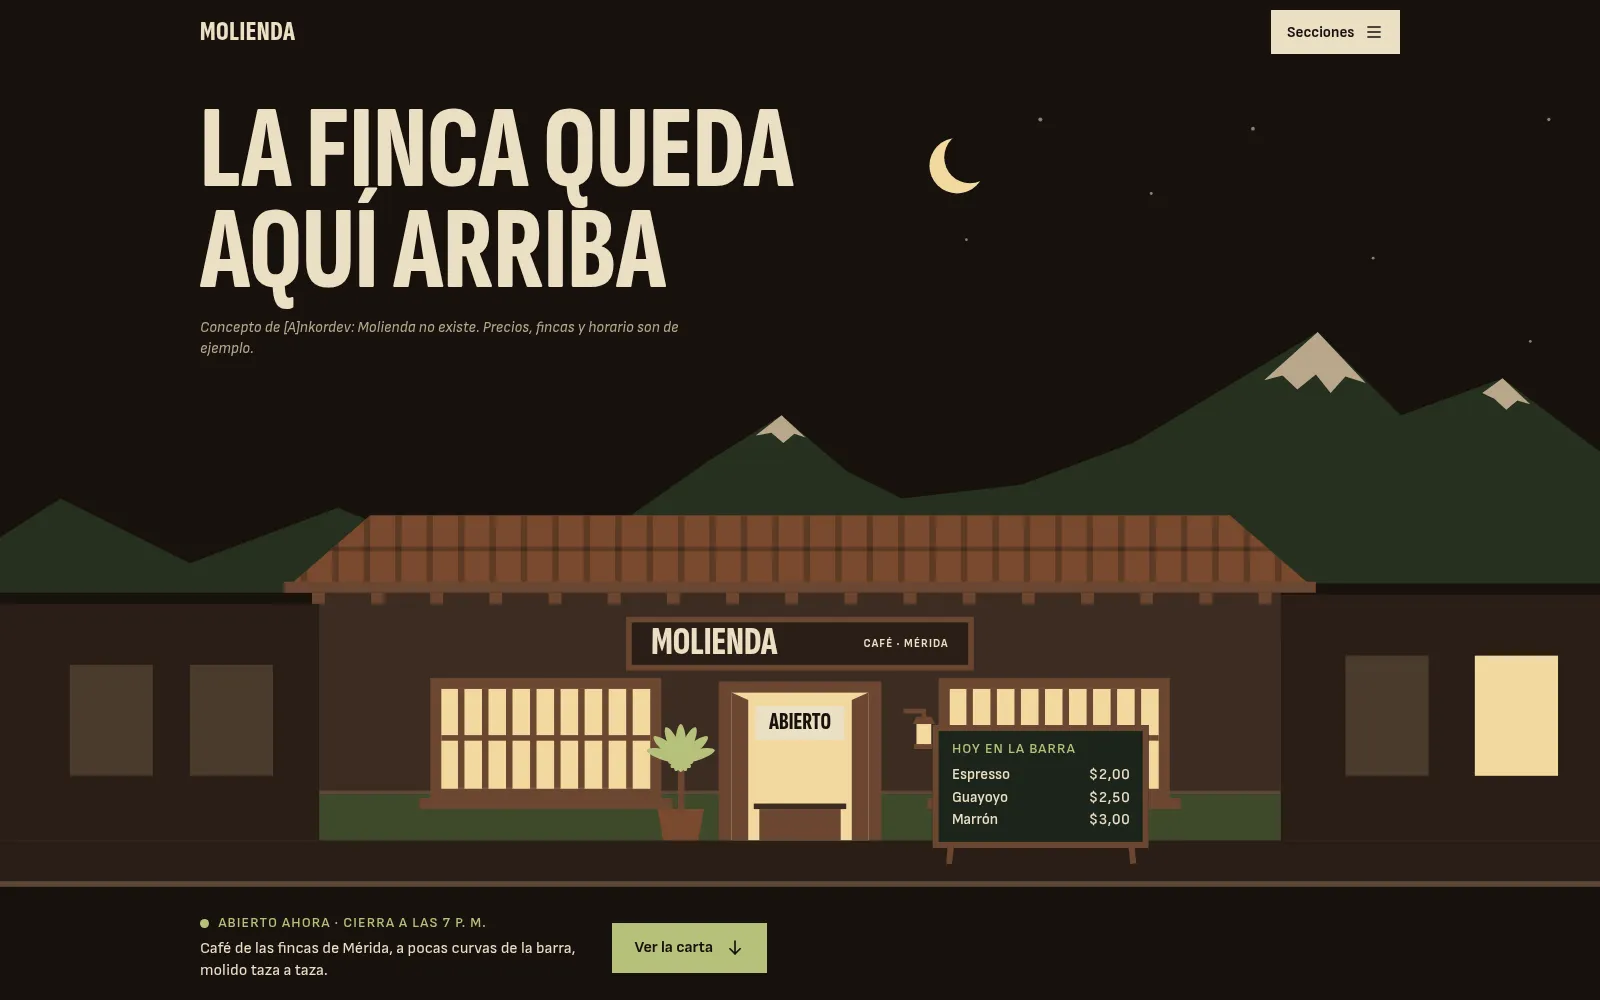 MOLIENDA
Secciones
LA FINCA QUEDA
AQUÍ ARRIBA
Concepto de [A]nkordev: Molienda no existe. Precios, fincas y horario son de
ejemplo.
MOLIENDA
CAFÉ · MÉRIDA
ABIERTO
HOY EN LA BARRA
Espresso $2,00
Guayoyo $2,50
Marrón $3,00
ABIERTO AHORA · CIERRA A LAS 7 P. M.
Café de las fincas de Mérida, a pocas curvas de la barra,
molido taza a taza.
Ver la carta